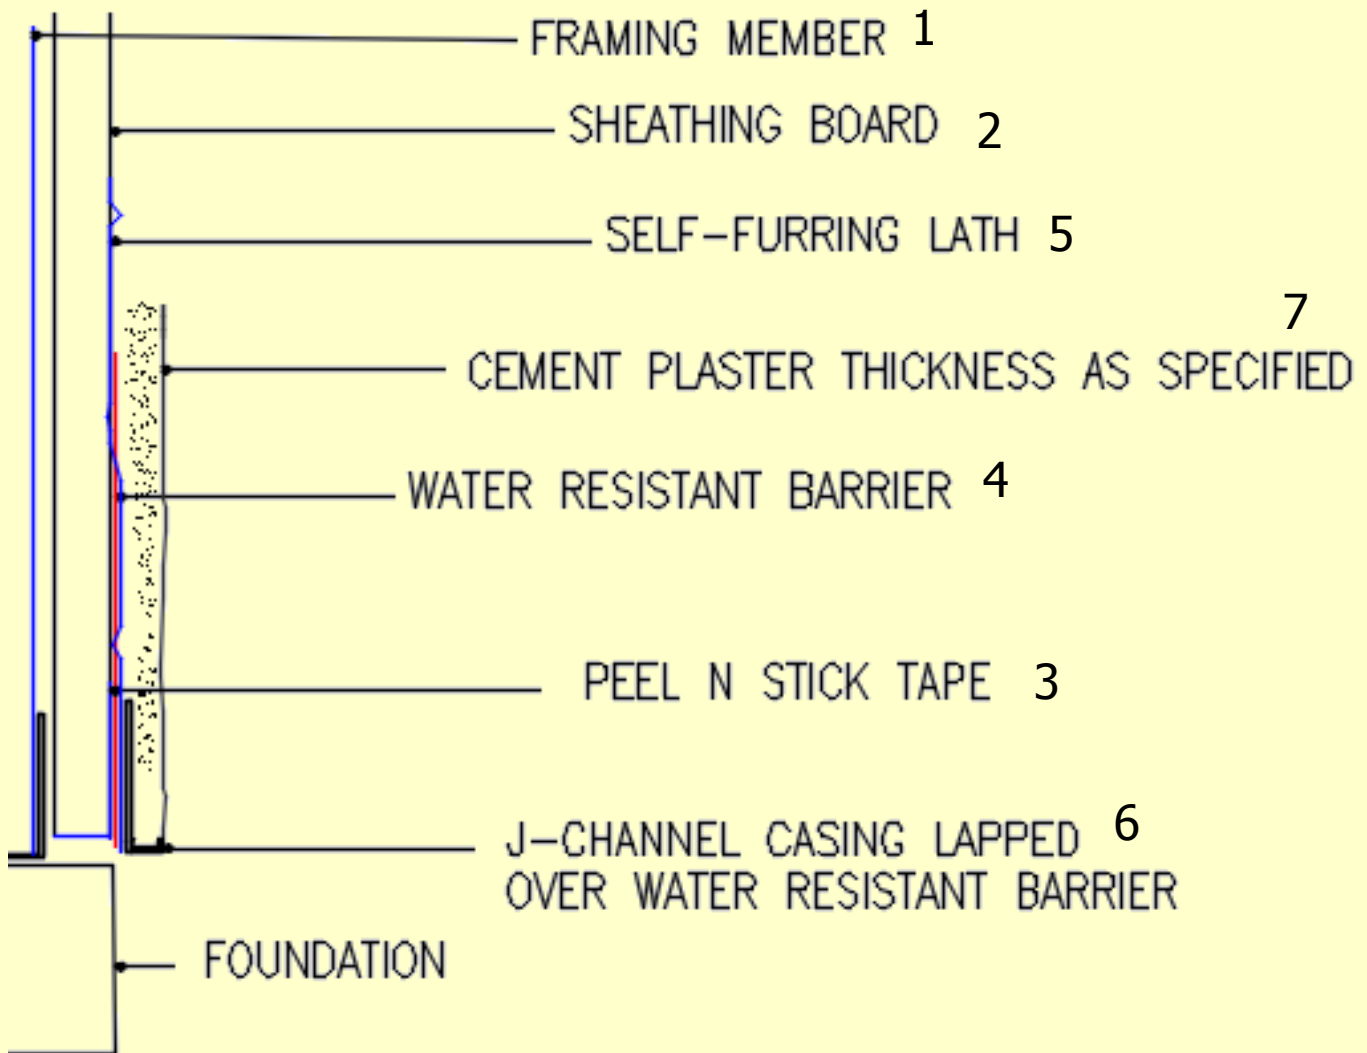 FRAMING MEMBER 1
SHEATHING BOARD 2
SELF-FURRING LATH 5
7
CEMENT PLASTER THICKNESS AS SPECIFIED
WATER RESISTANT BARRIER 4
PEEL N STICK TAPE 3
J-CHANNEL CASING LAPPED 6
OVER WATER RESISTANT BARRIER
FOUNDATION